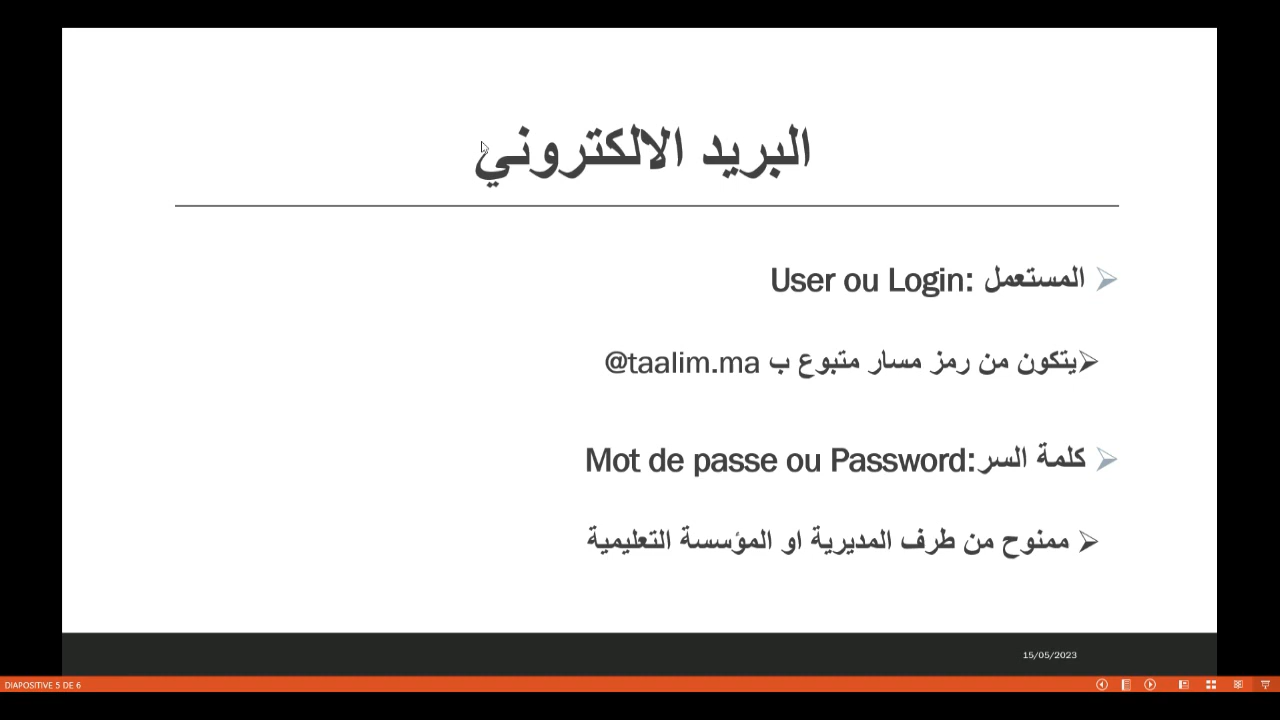 البريد الالكتروني
المستعمل :User ou Login
يتكون من رمز مسار متبوع ب @taalim.ma
كلمة السر:Mot de passe ou Password
ممنوح من طرف المديرية او المؤسسة التعليمية
15/05/2023
DIAPOSITIVE 5 DE 6